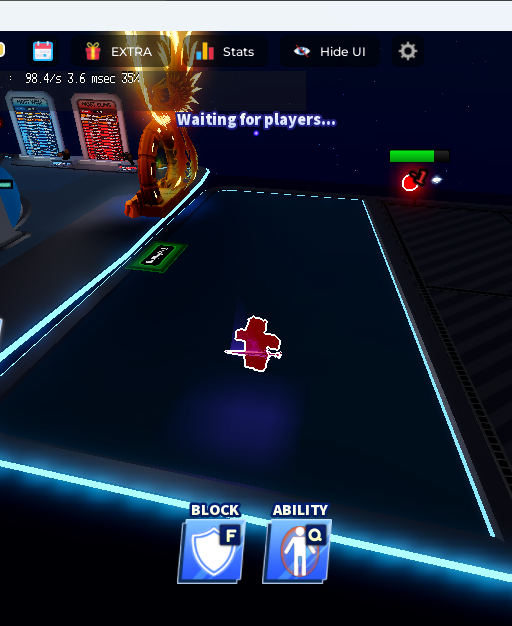 EXTRA
Stats
Hide UI
: 98.4/s 3.6 msec 35%
Waiting for players...
BLOCK
ABILITY
F
Q